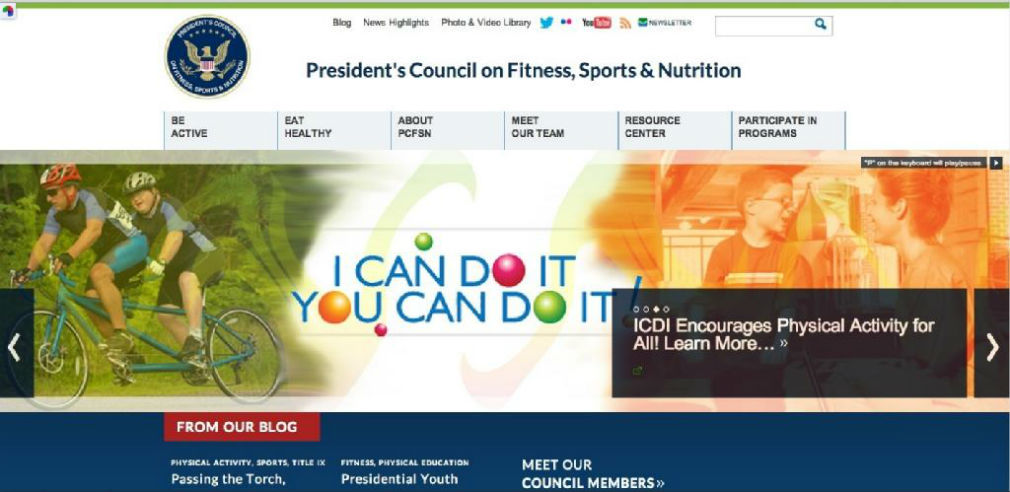 PRESIDENT'S COUNCIL
ON FITNESS, SPORTS & NUTRITION
Blog News Highlights Photo & Video Library You Tube NEWSLETTER
President's Council on Fitness, Sports & Nutrition
BE ACTIVE
EAT HEALTHY
ABOUT PCFSN
MEET OUR TEAM
RESOURCE CENTER
PARTICIPATE IN PROGRAMS
"P" on the keyboard will play/pause
I CAN DO IT
YOU CAN DO IT!
ICDI Encourages Physical Activity for
All! Learn More... »
FROM OUR BLOG
PHYSICAL ACTIVITY, SPORTS, TITLE IX
Passing the Torch,
FITNESS, PHYSICAL EDUCATION
Presidential Youth
MEET OUR
COUNCIL MEMBERS »